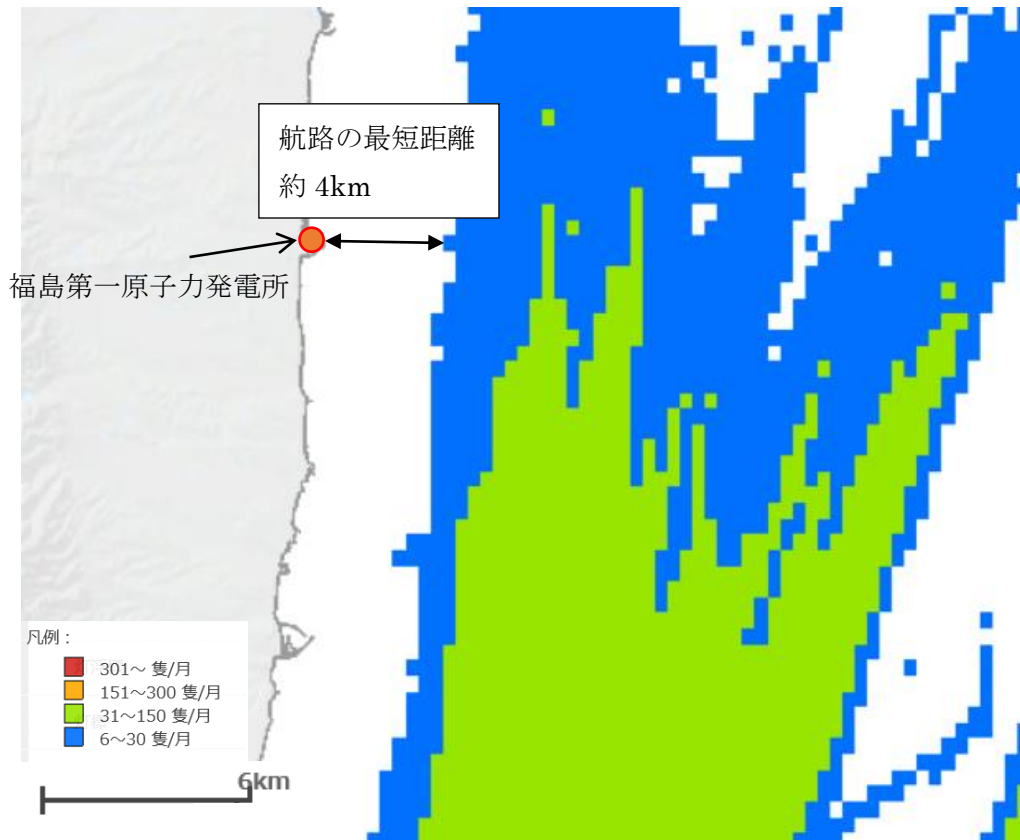 航路の最短距離
約 4km
福島第一原子力発電所
凡例：
301～ 隻/月
151～300 隻/月
31～150 隻/月
6～30 隻/月
6km